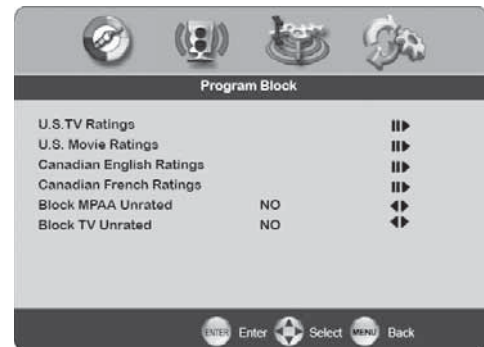 Program Block
U.S.TV Ratings
U.S. Movie Ratings
Canadian English Ratings
Canadian French Ratings
Block MPAA Unrated NO
Block TV Unrated NO
ENTER Enter Select MENU Back